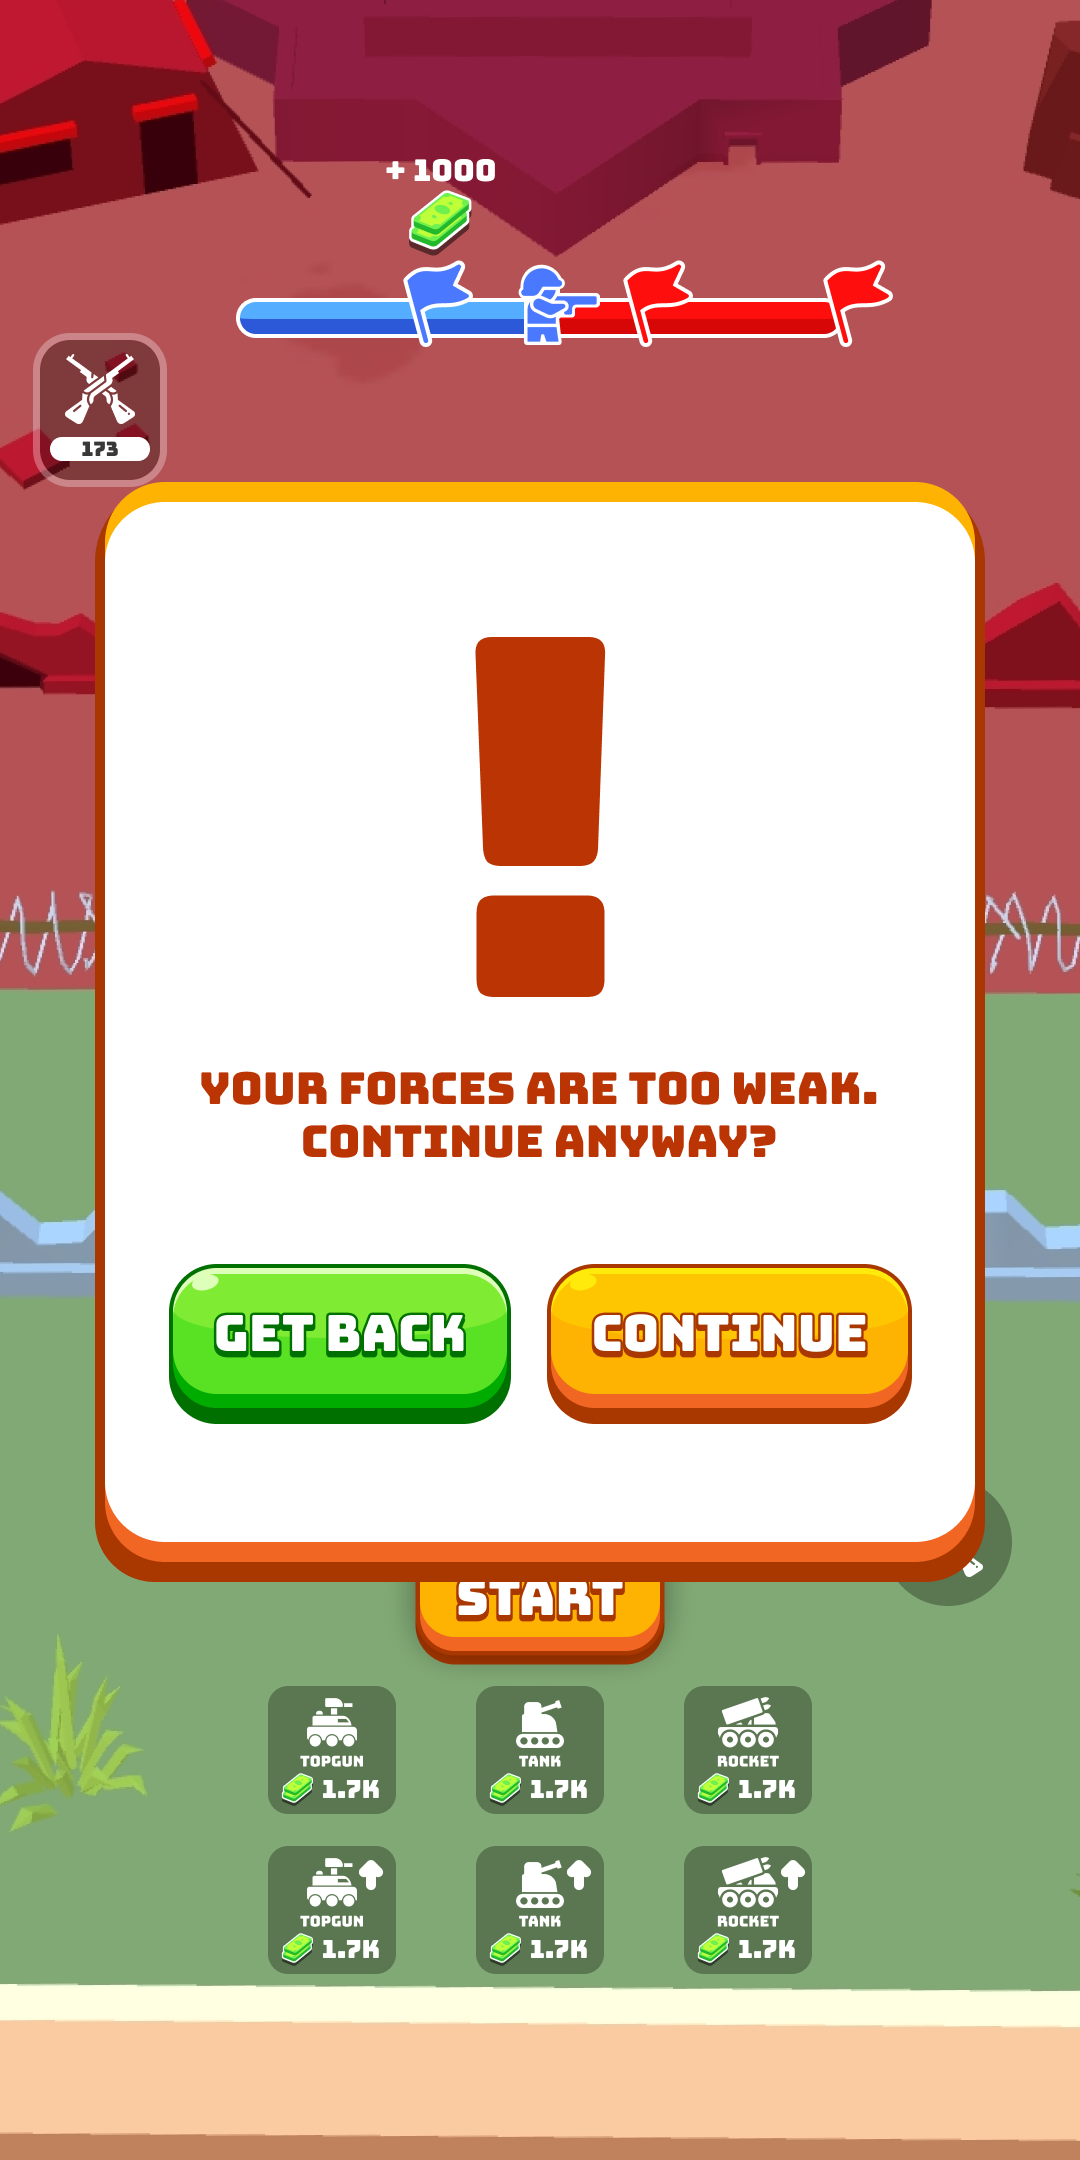 + 1000
173
YOUR FORCES ARE TOO WEAK.
CONTINUE ANYWAY?
GET BACK
CONTINUE
START
TOPGUN
1.7K
TANK
1.7K
ROCKET
1.7K
TOPGUN
1.7K
TANK
1.7K
ROCKET
1.7K